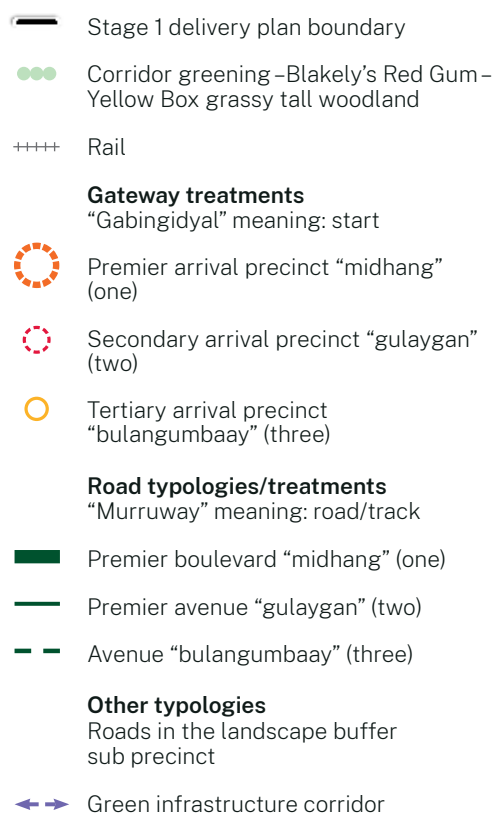 Stage 1 delivery plan boundary
Corridor greening –Blakely’s Red Gum –
Yellow Box grassy tall woodland
Rail
Gateway treatments
“Gabingidyal” meaning: start
Premier arrival precinct “midhang”
(one)
Secondary arrival precinct “gulaygan”
(two)
Tertiary arrival precinct
“bulangumbaay” (three)
Road typologies/treatments
“Murruway” meaning: road/track
Premier boulevard “midhang” (one)
Premier avenue “gulaygan” (two)
Avenue “bulangumbaay” (three)
Other typologies
Roads in the landscape buffer
sub precinct
Green infrastructure corridor